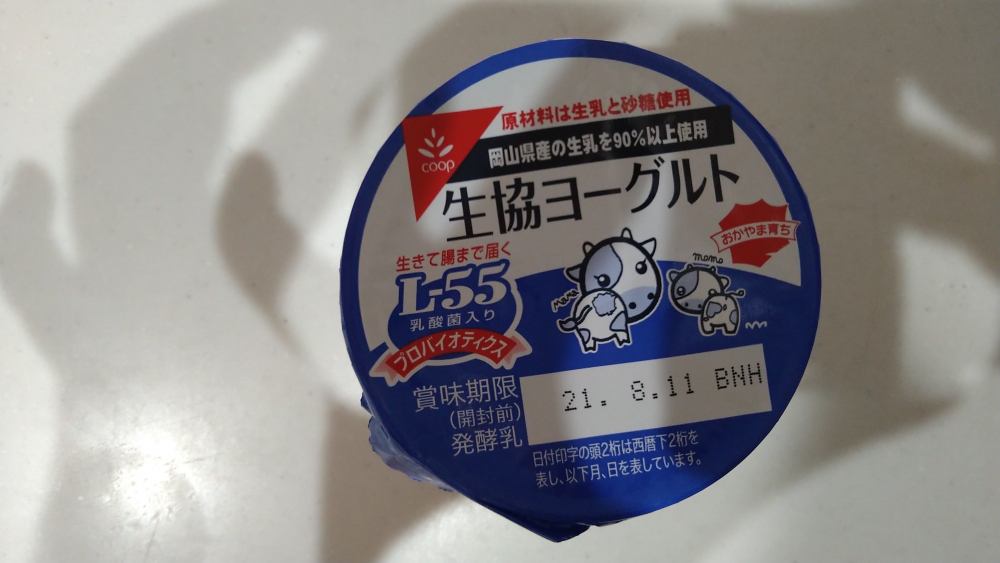 原材料は生乳と砂糖使用
岡山県産の生乳を90%以上使用
coop
生協ヨーグルト
おかやま育ち
生きて腸まで届く
L-55
乳酸菌入り
プロバイオティクス
momo
賞味期限
(開封前)
発酵乳
21. 8.11 BNH
日付印字の頭2桁は西暦下2桁を
表し、以下月、日を表しています。